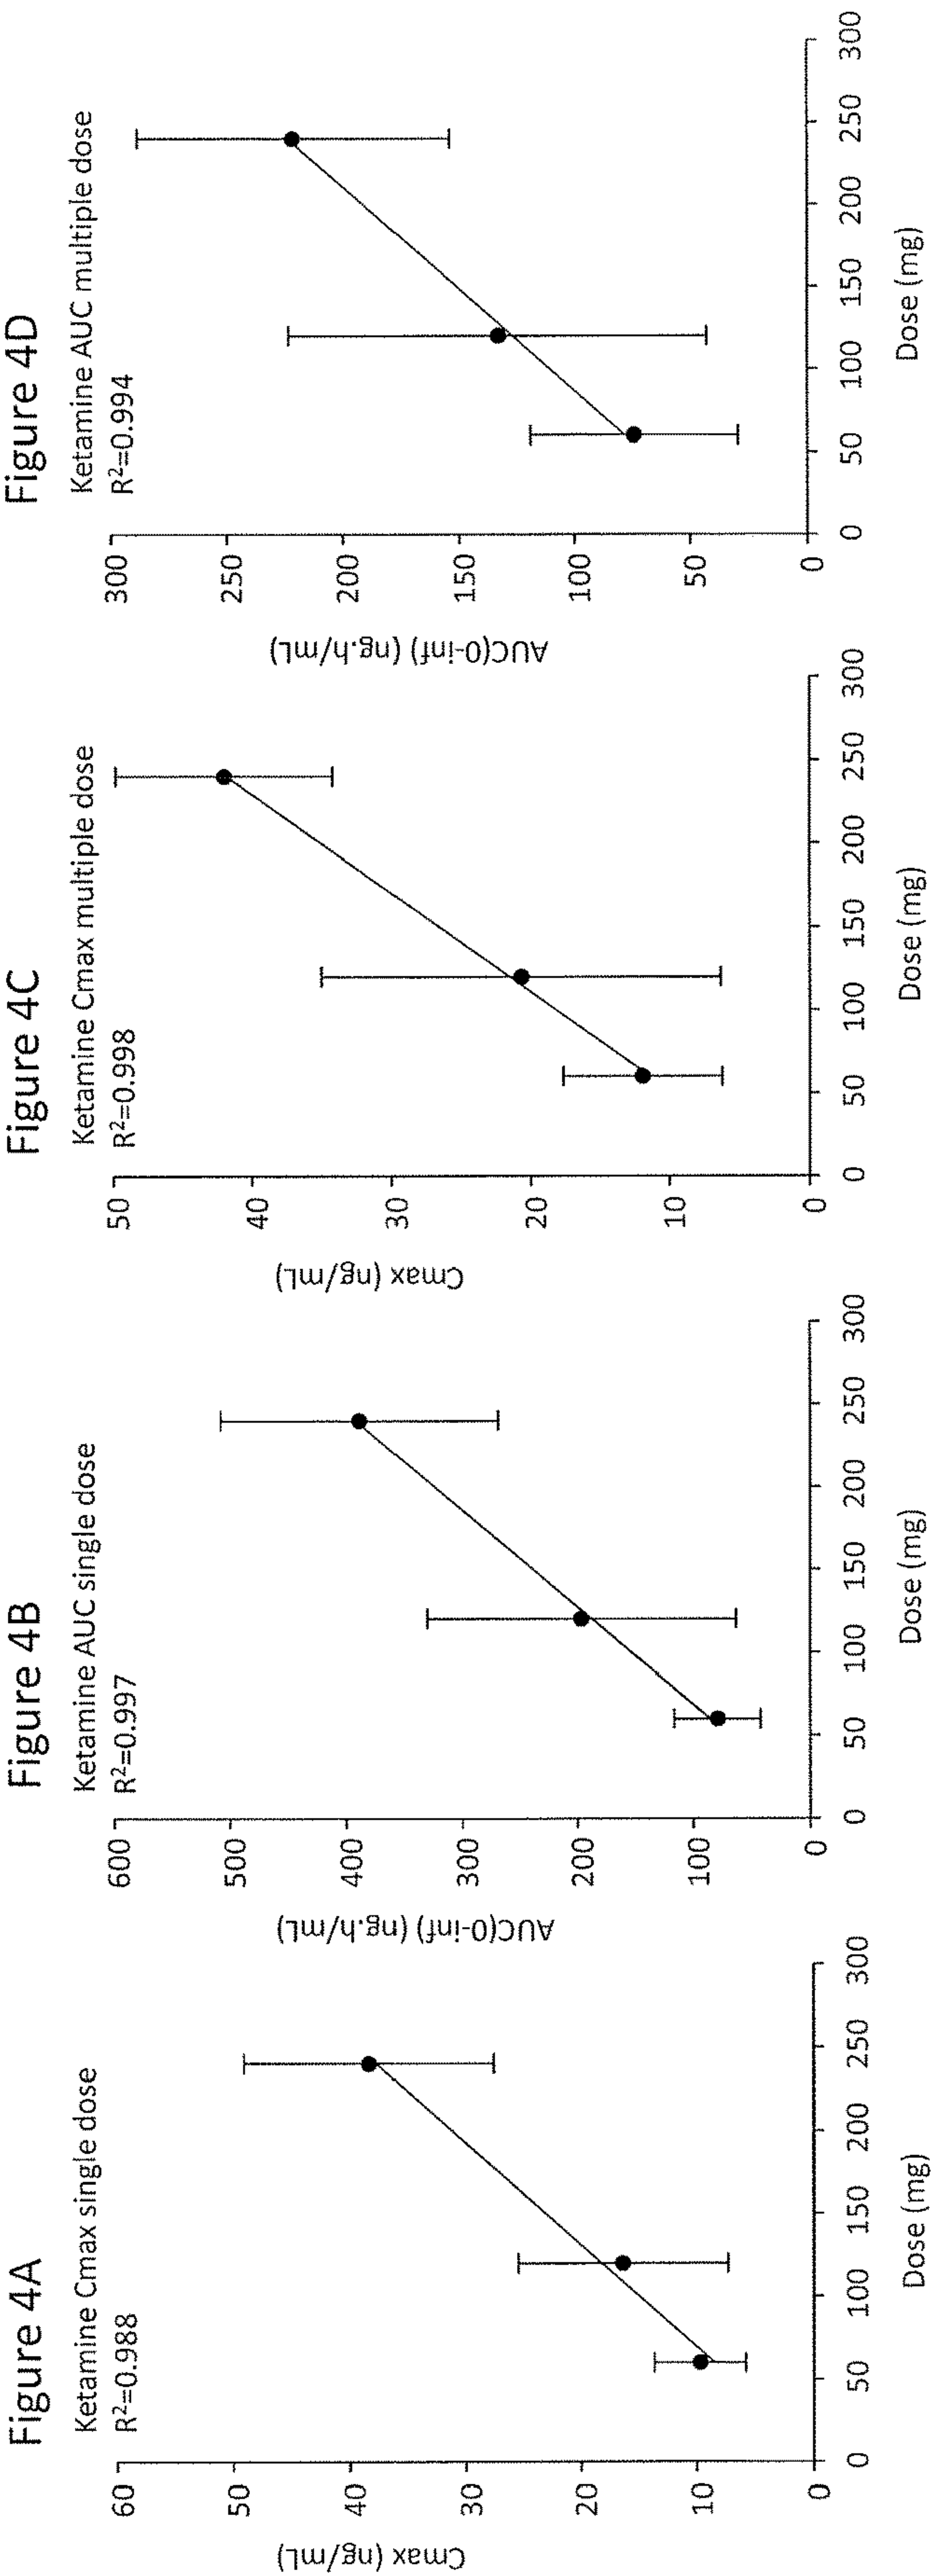 Figure 4A
Ketamine Cmax single dose
R²=0.988
Cmax (ng/mL)
60
50
40
30
20
10
0
0 50 100 150 200 250 300
Dose (mg)
Figure 4B
Ketamine AUC single dose
R²=0.997
AUC(0-inf) (ng.h/mL)
600
500
400
300
200
100
0
0 50 100 150 200 250 300
Dose (mg)
Figure 4C
Ketamine Cmax multiple dose
R²=0.998
Cmax (ng/mL)
50
40
30
20
10
0
0 50 100 150 200 250 300
Dose (mg)
Figure 4D
Ketamine AUC multiple dose
R²=0.994
AUC(0-inf) (ng.h/mL)
300
250
200
150
100
50
0
0 50 100 150 200 250 300
Dose (mg)